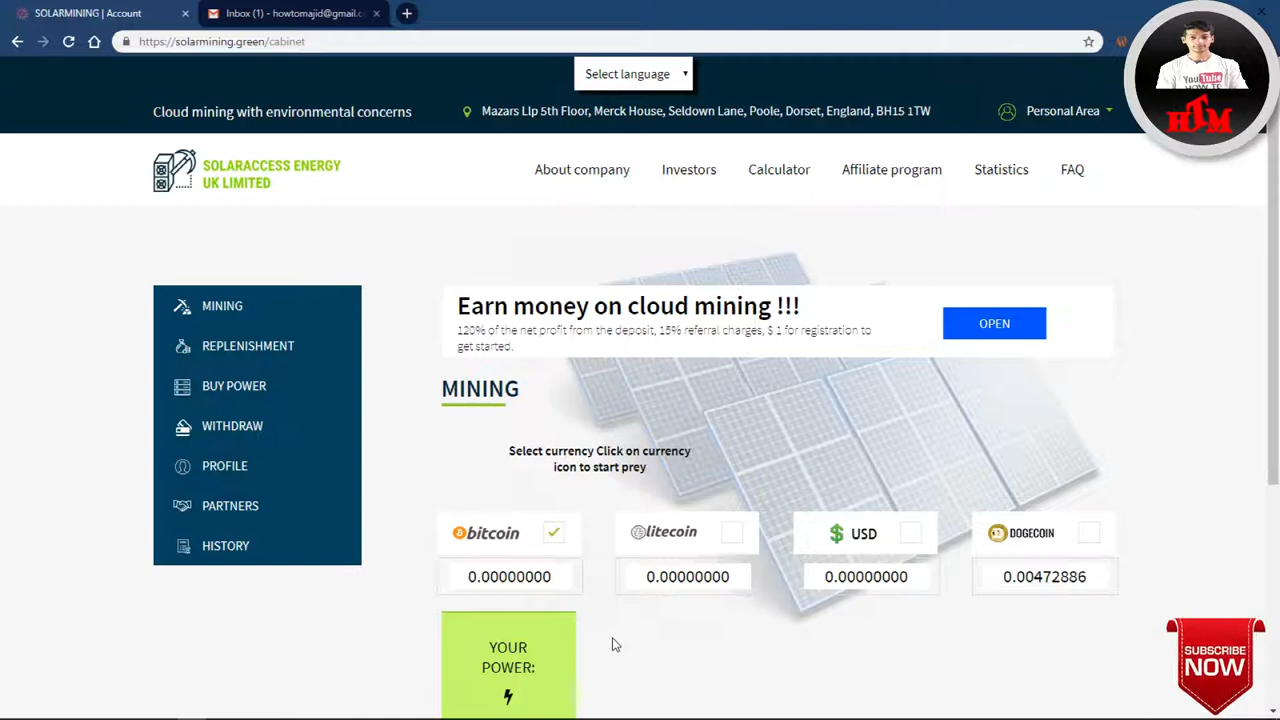 SOLARMINING | Account
Inbox (1) - howtomajid@gmail.c
https://solarmining.green/cabinet
Select language
Cloud mining with environmental concerns
Mazars Llp 5th Floor, Merck House, Seldown Lane, Poole, Dorset, England, BH15 1TW
Personal Area
You Tube
HOW TO
HTM
SOLARACCESS ENERGY
UK LIMITED
About company
Investors
Calculator
Affiliate program
Statistics
FAQ
MINING
REPLENISHMENT
BUY POWER
WITHDRAW
PROFILE
PARTNERS
HISTORY
Earn money on cloud mining !!!
120% of the net profit from the deposit, 15% referral charges, $ 1 for registration to
get started.
OPEN
MINING
Select currency Click on currency
icon to start prey
bitcoin
litecoin
USD
DOGECOIN
0.00000000
0.00000000
0.00000000
0.00472886
YOUR
POWER:
SUBSCRIBE
NOW